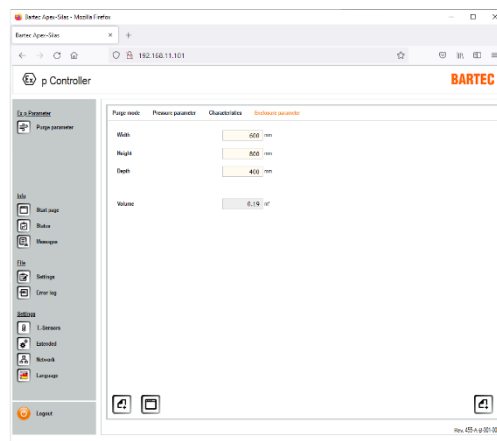 Bartec Apex-Silas - Mozilla Firefox
Bartec Apex-Silas
192.168.11.101
Ex p Controller
BARTEC
Ex p Parameter
Purge parameter
Info
Start page
Status
Messages
File
Settings
Error log
Settings
T.-Sensors
Extended
Network
Language
Logout
Purge mode Pressure parameter Characteristics Enclosure parameter
Width 600 mm
Height 800 mm
Depth 400 mm
Volume 0.19 m³